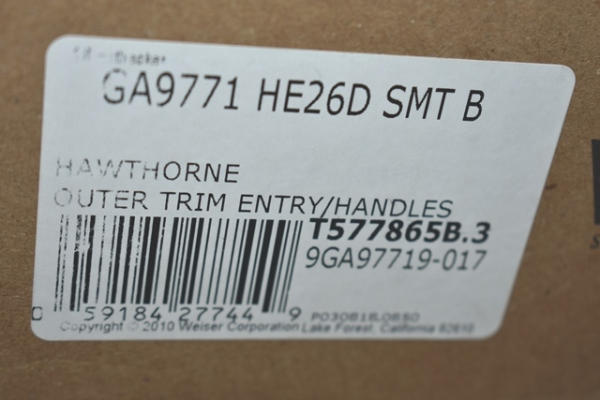 GA9771 HE26D SMT B
HAWTHORNE
OUTER TRIM ENTRY/HANDLES
T577865B.3
9GA97719-017
0 59184 27744 9
Copyright © 2010 Weiser Corporation Lake Forest, California